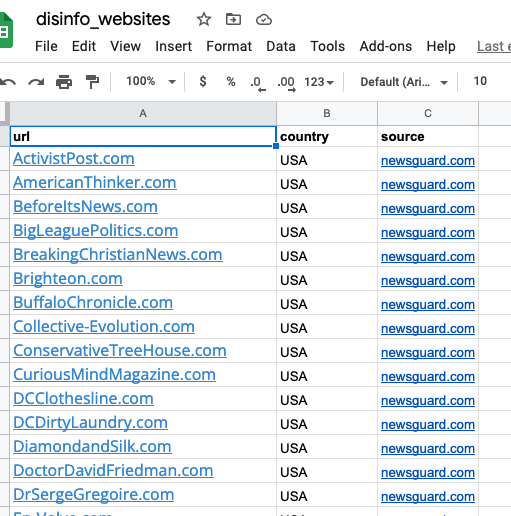 disinfo_websites
File Edit View Insert Format Data Tools Add-ons Help Last e
100% $ % .0 .00 123 Default (Ari... 10
A B C
url country source
ActivistPost.com USA newsguard.com
AmericanThinker.com USA newsguard.com
BeforeItsNews.com USA newsguard.com
BigLeaguePolitics.com USA newsguard.com
BreakingChristianNews.com USA newsguard.com
Brighteon.com USA newsguard.com
BuffaloChronicle.com USA newsguard.com
Collective-Evolution.com USA newsguard.com
ConservativeTreeHouse.com USA newsguard.com
CuriousMindMagazine.com USA newsguard.com
DCClothesline.com USA newsguard.com
DCDirtyLaundry.com USA newsguard.com
DiamondandSilk.com USA newsguard.com
DoctorDavidFriedman.com USA newsguard.com
DrSergeGregoire.com USA newsguard.com